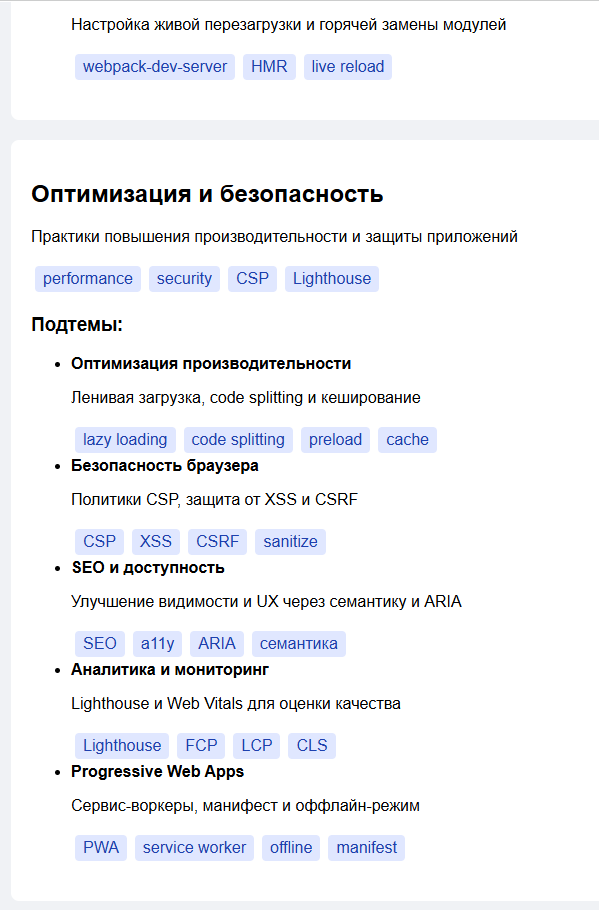 Настройка живой перезагрузки и горячей замены модулей
webpack-dev-server HMR live reload
Оптимизация и безопасность
Практики повышения производительности и защиты приложений
performance security CSP Lighthouse
Подтемы:
• Оптимизация производительности
Ленивая загрузка, code splitting и кеширование
lazy loading code splitting preload cache
• Безопасность браузера
Политики CSP, защита от XSS и CSRF
CSP XSS CSRF sanitize
• SEO и доступность
Улучшение видимости и UX через семантику и ARIA
SEO a11y ARIA семантика
• Аналитика и мониторинг
Lighthouse и Web Vitals для оценки качества
Lighthouse FCP LCP CLS
• Progressive Web Apps
Сервис-воркеры, манифест и оффлайн-режим
PWA service worker offline manifest